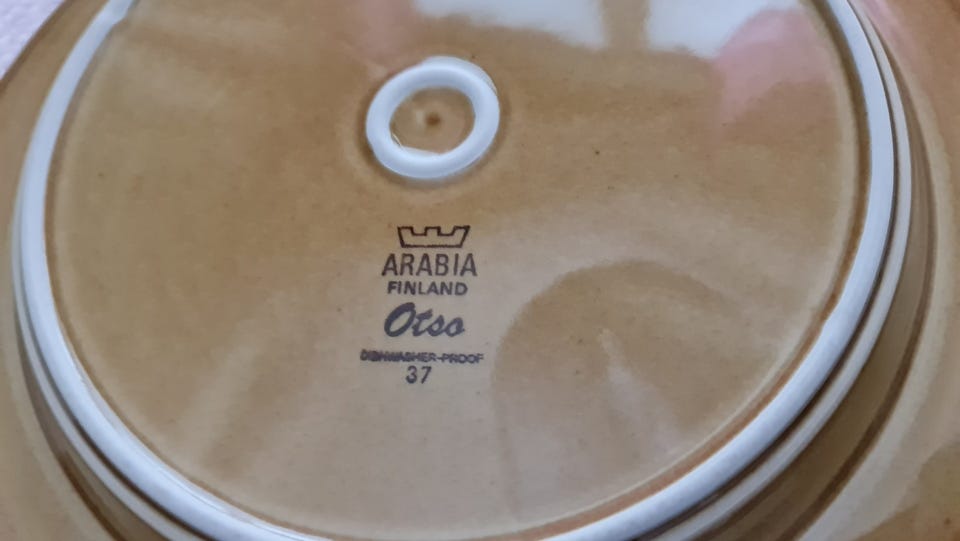 ARABIA
FINLAND
Otso
DISHWASHER-PROOF
37